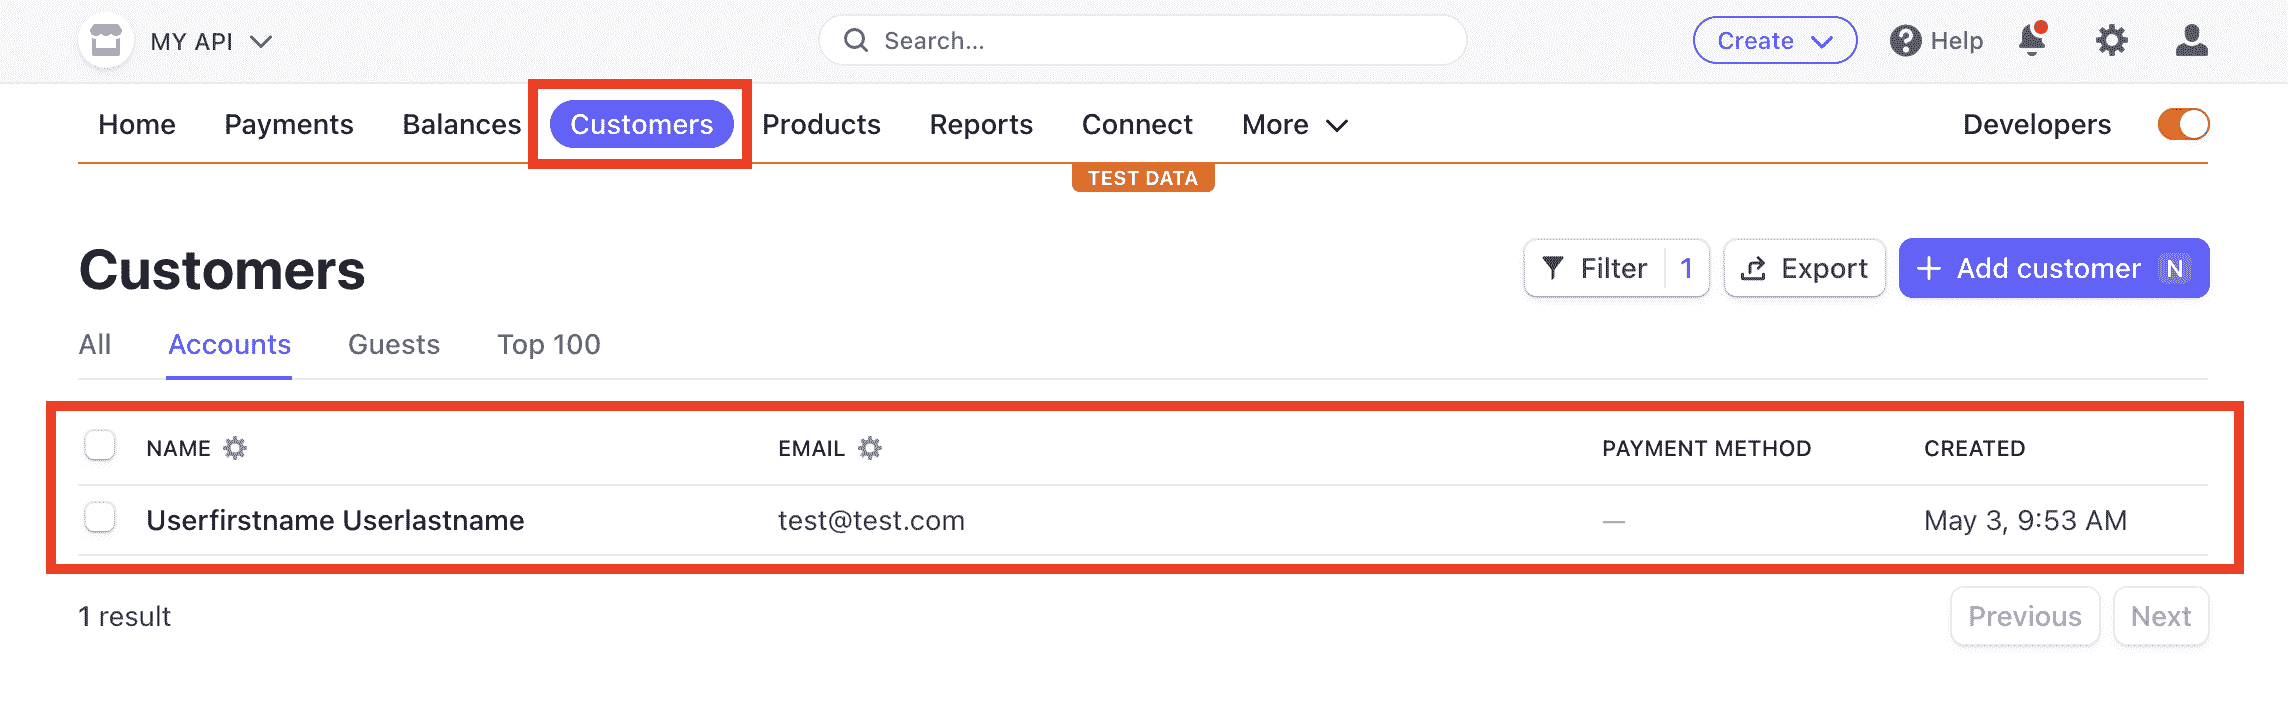 MY API Search... Create Help
Home Payments Balances Customers Products Reports Connect More Developers
TEST DATA
Customers Filter 1 Export + Add customer N
All Accounts Guests Top 100
NAME EMAIL PAYMENT METHOD CREATED
Userfirstname Userlastname test@test.com — May 3, 9:53 AM
1 result Previous Next